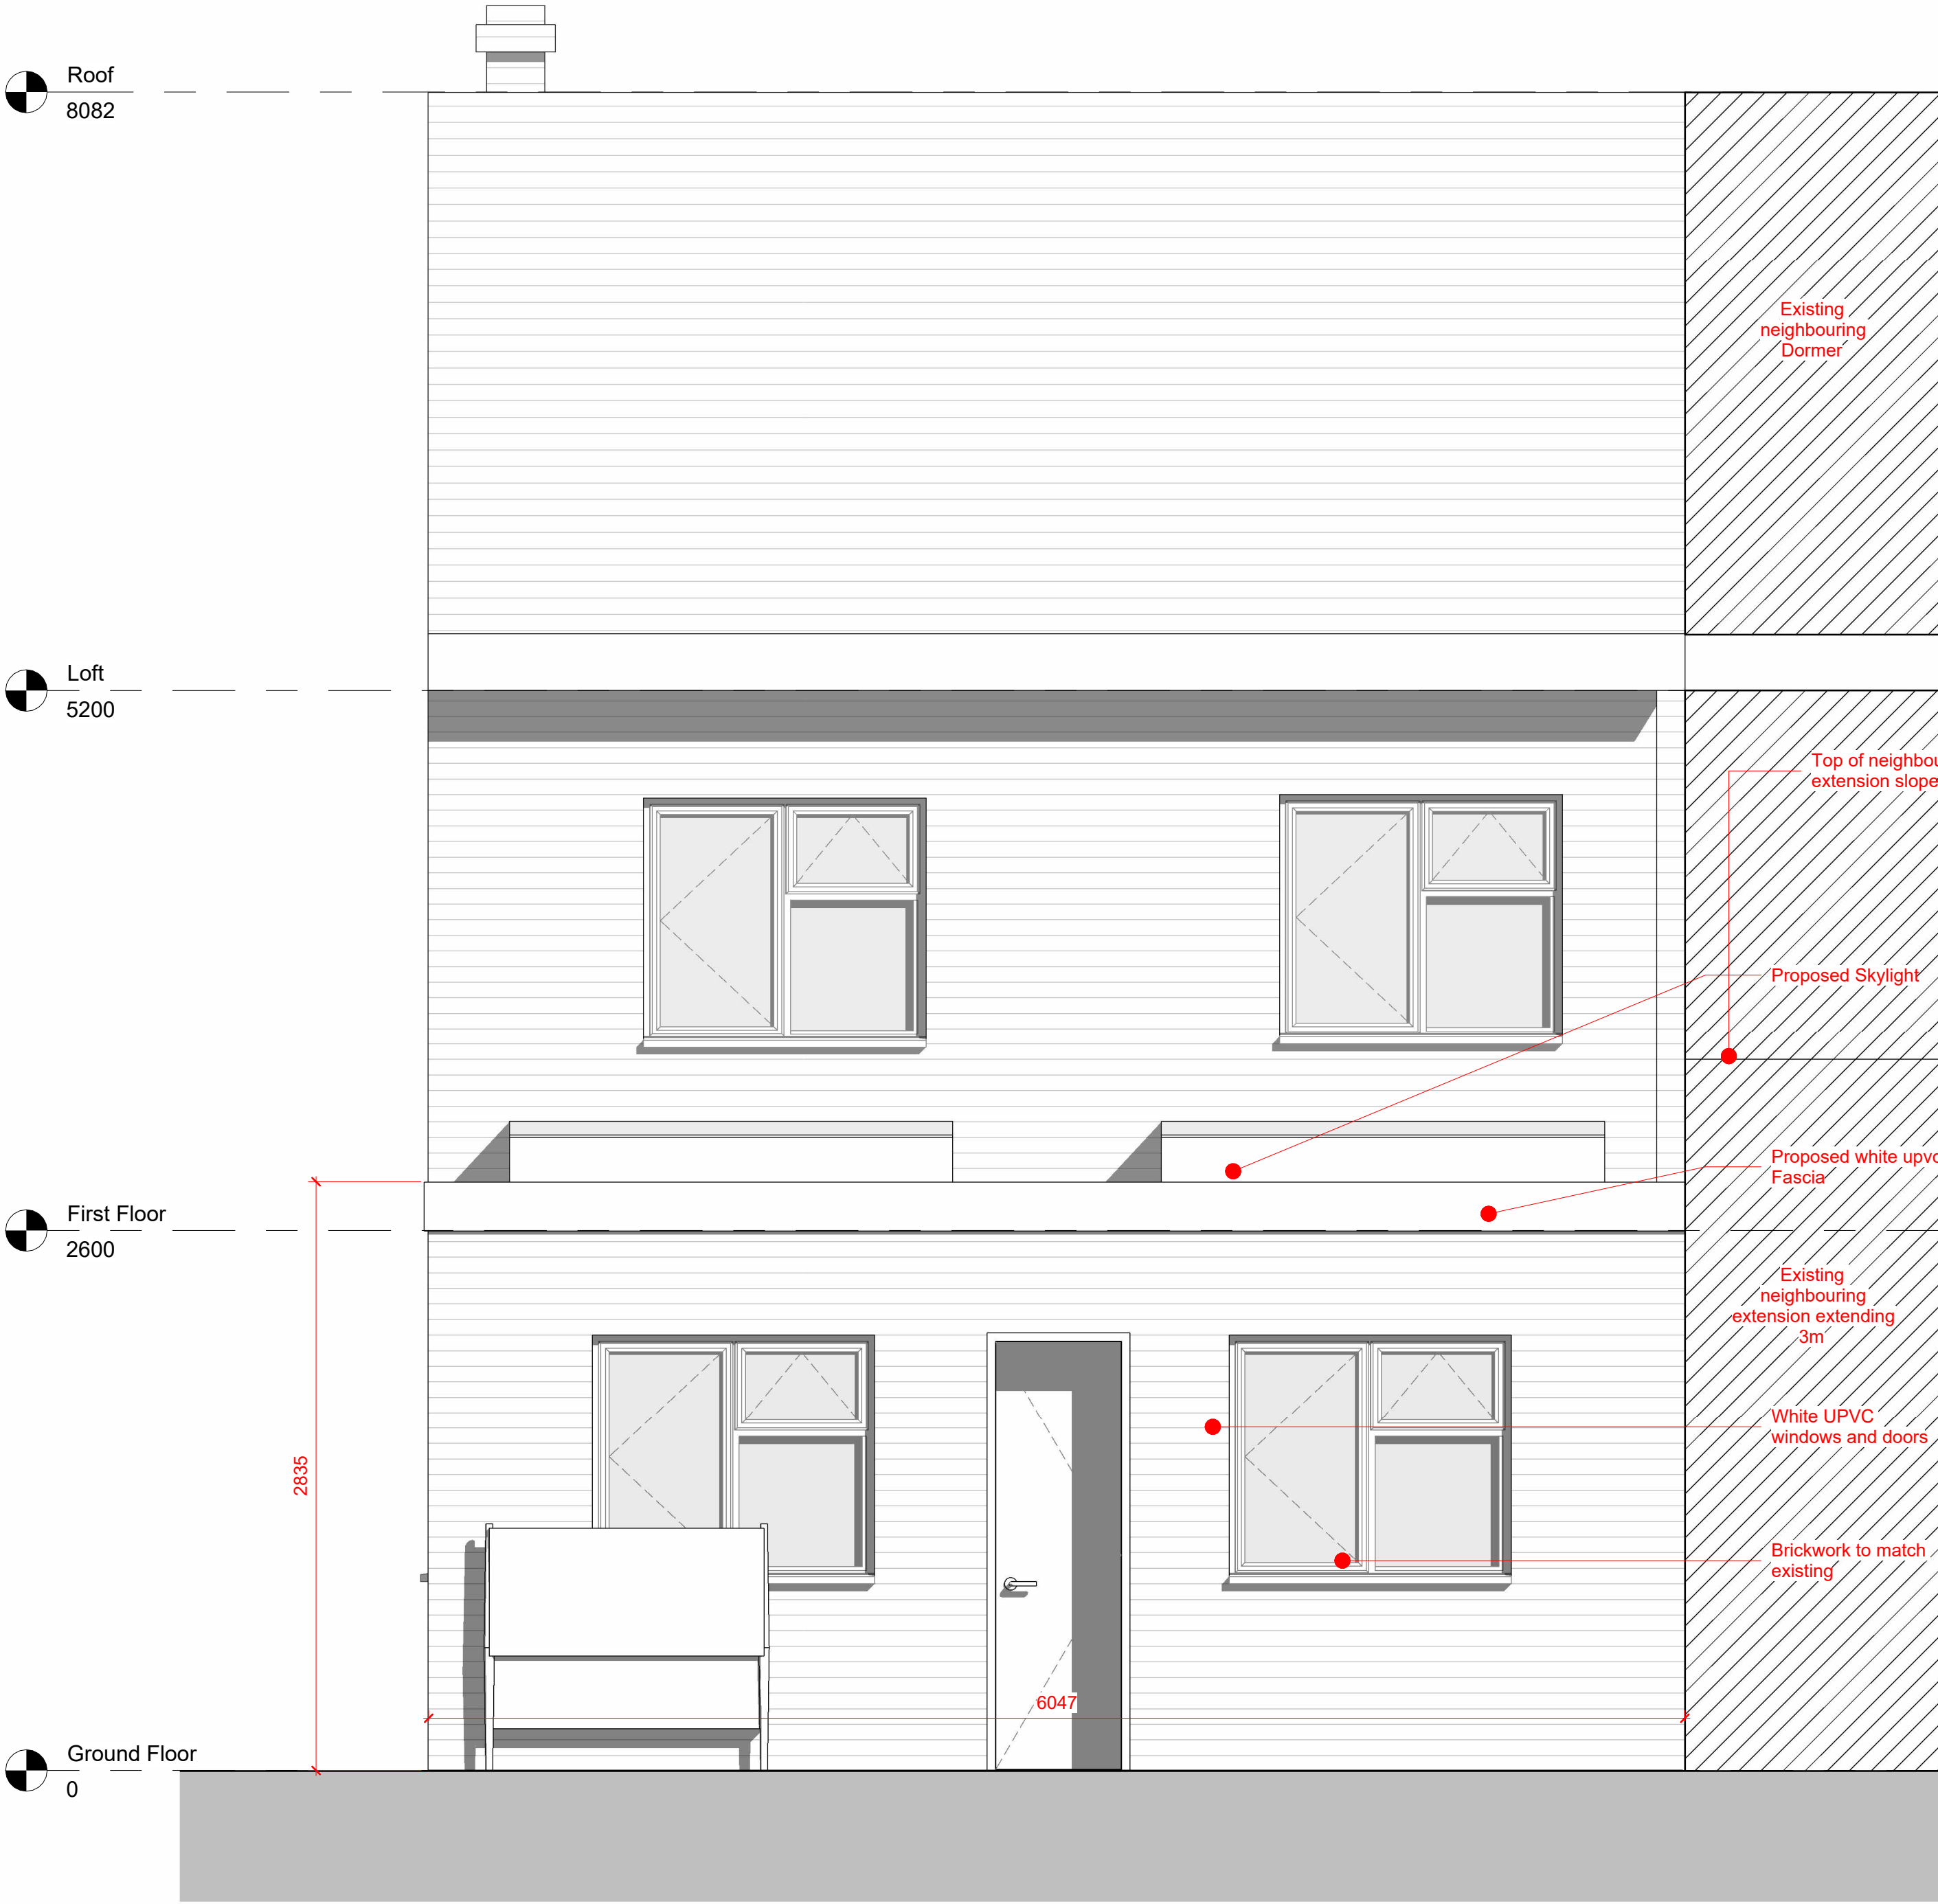 Roof
8082
Existing
neighbouring
Dormer
Loft
5200
Top of neighbou
extension slope
Proposed Skylight
Proposed white upvc
Fascia
First Floor
2600
Existing
neighbouring
extension extending
3m
White UPVC
windows and doors
2835
Brickwork to match
existing
6047
Ground Floor
0